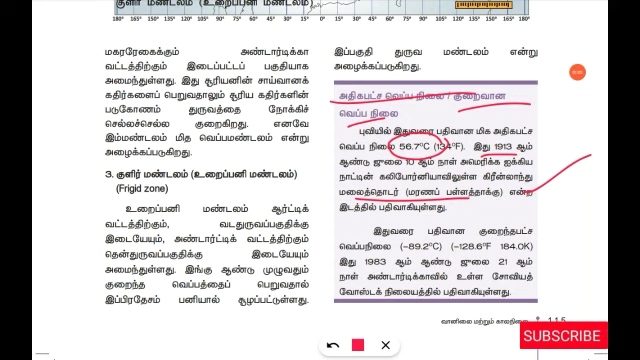 குளிர் மண்டலம் (உறைப்பனி மண்டலம்)
180° 165° 150° 135° 120° 105° 90° 75° 60° 45° 30° 15° 0° 15° 30° 45° 60° 75° 90° 105° 120° 135° 150° 165° 180°
மகரரேகைக்கும் அண்டார்டிக்கா
வட்டத்திற்கும் இடைப்பட்டப் பகுதியாக
அமைந்துள்ளது. இது சூரியனின் சாய்வானக்
கதிர்களைப் பெறுவதாலும் சூரிய கதிர்களின்
படுகோணம் துருவத்தை நோக்கிச்
செல்லச்செல்ல குறைகிறது. எனவே
இம்மண்டலம் மித வெப்பமண்டலம் என்று
அழைக்கப்படுகிறது.
3. குளிர் மண்டலம் (உறைப்பனி மண்டலம்)
(Frigid zone)
உறைப்பனி மண்டலம் ஆர்ட்டிக்
வட்டத்திற்கும், வடதுருவப்பகுதிக்கு
இடையேயும், அண்டார்ட்டிக் வட்டத்திற்கும்
தென்துருவப்பகுதிக்கும் இடையேயும்
அமைந்துள்ளது. இங்கு ஆண்டு முழுவதும்
குறைந்த வெப்பத்தைப் பெறுவதால்
இப்பிரதேசம் பனியால் சூழப்பட்டுள்ளது.
இப்பகுதி துருவ மண்டலம் என்று
அழைக்கப்படுகிறது.
அதிகபட்ச வெப்ப நிலை / குறைவான
வெப்ப நிலை
புவியில் இதுவரை பதிவான மிக அதிகபட்ச
வெப்ப நிலை 56.7°C (134°F). இது 1913 ஆம்
ஆண்டு ஜுலை 10 ஆம் நாள் அமெரிக்க ஐக்கிய
நாட்டின் கலிபோர்னியாவிலுள்ள கிரீன்லாந்து
மலைத்தொடர் (மரணப் பள்ளத்தாக்கு) என்ற
இடத்தில் பதிவாகியுள்ளது.
இதுவரை பதிவான குறைந்தபட்ச
வெப்பநிலை (–89.2°C) (–128.6°F 184.0K)
இது 1983 ஆம் ஆண்டு ஜுலை 21 ஆம்
நாள் அண்டார்டிக்காவில் உள்ள சோவியத்
வோஸ்டக் நிலையத்தில் பதிவாகியுள்ளது.
வானிலை மற்றும் காலநிலை 115
SUBSCRIBE